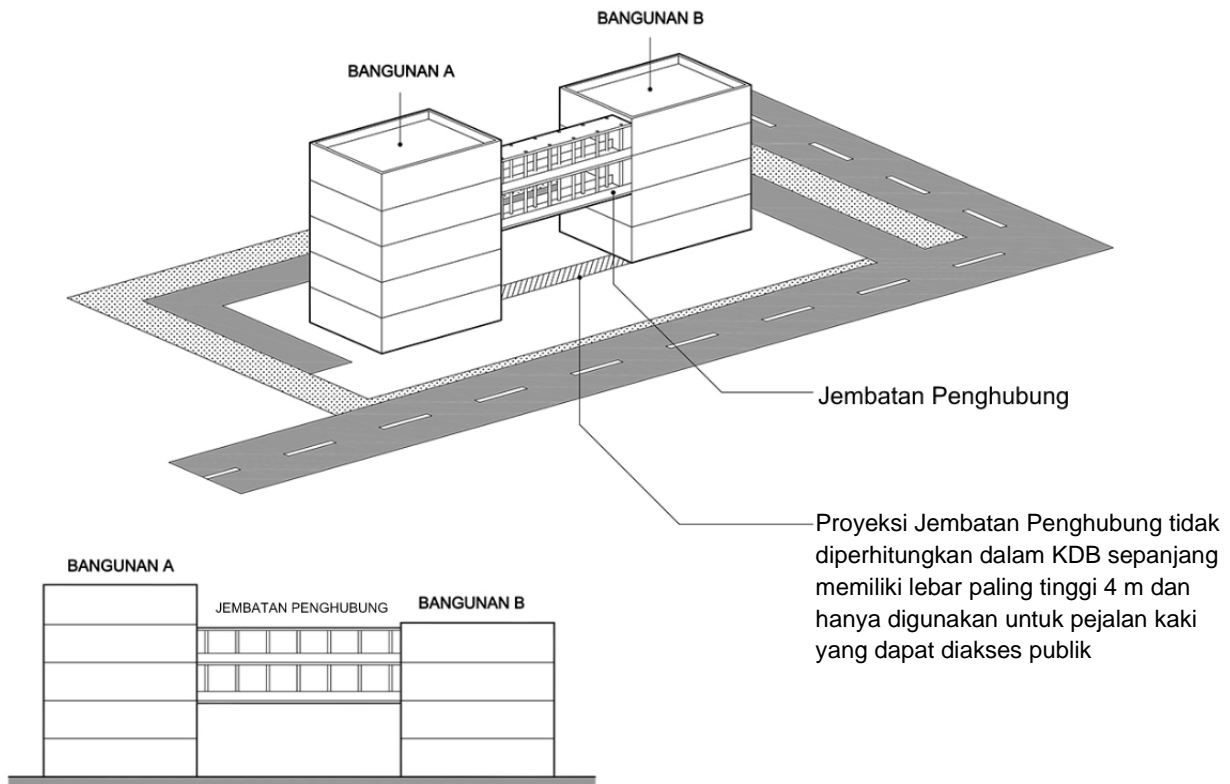 BANGUNAN B
BANGUNAN A
Jembatan Penghubung
Proyeksi Jembatan Penghubung tidak
diperhitungkan dalam KDB sepanjang
memiliki lebar paling tinggi 4 m dan
hanya digunakan untuk pejalan kaki
yang dapat diakses publik
BANGUNAN A
JEMBATAN PENGHUBUNG
BANGUNAN B